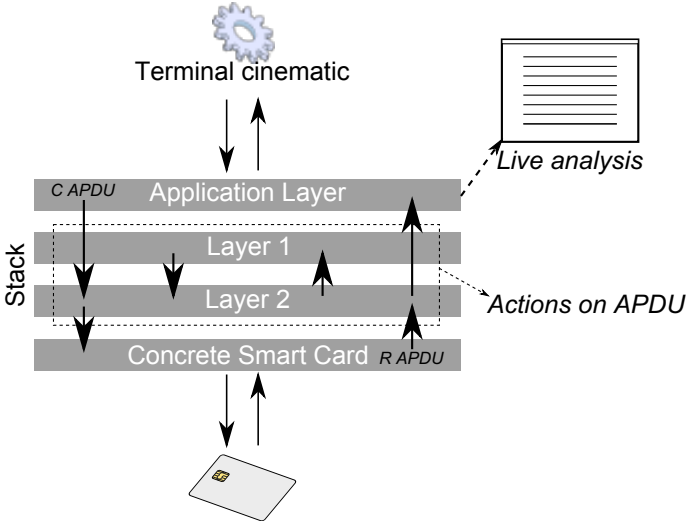 Terminal cinematic
Live analysis
C APDU
Application Layer
Stack
Layer 1
Layer 2
Actions on APDU
Concrete Smart Card
R APDU